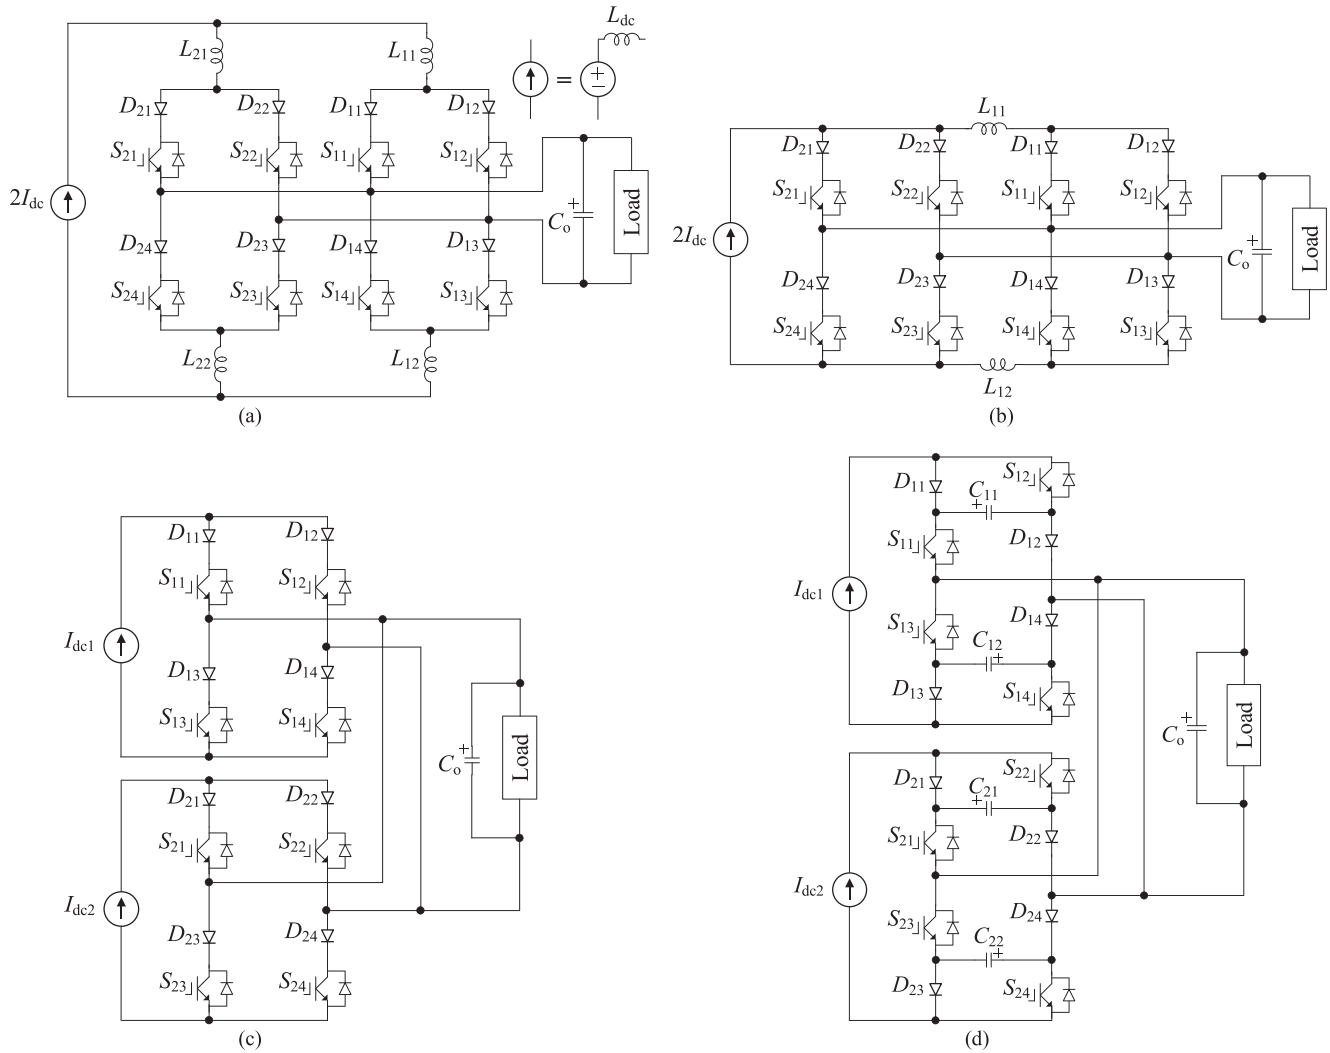 L21 L11 Ldc
D21 D22 D11 D12
=
S21 S22 S11 S12
2Idc
Co Load
D24 D23 D14 D13
S24 S23 S14 S13
L22 L12
(a)
L11
D21 D22 D11 D12
S21 S22 S11 S12
2Idc
Co Load
D24 D23 D14 D13
S24 S23 S14 S13
L12
(b)
D11 D12
S11 S12
Idc1
D13 D14
S13 S14
Co Load
D21 D22
S21 S22
Idc2
D23 D24
S23 S24
(c)
D11 S12
C11
S11 D12
Idc1
S13 D14
C12
D13 S14
Co Load
D21 S22
C21
S21 D22
Idc2
S23 D24
C22
D23 S24
(d)